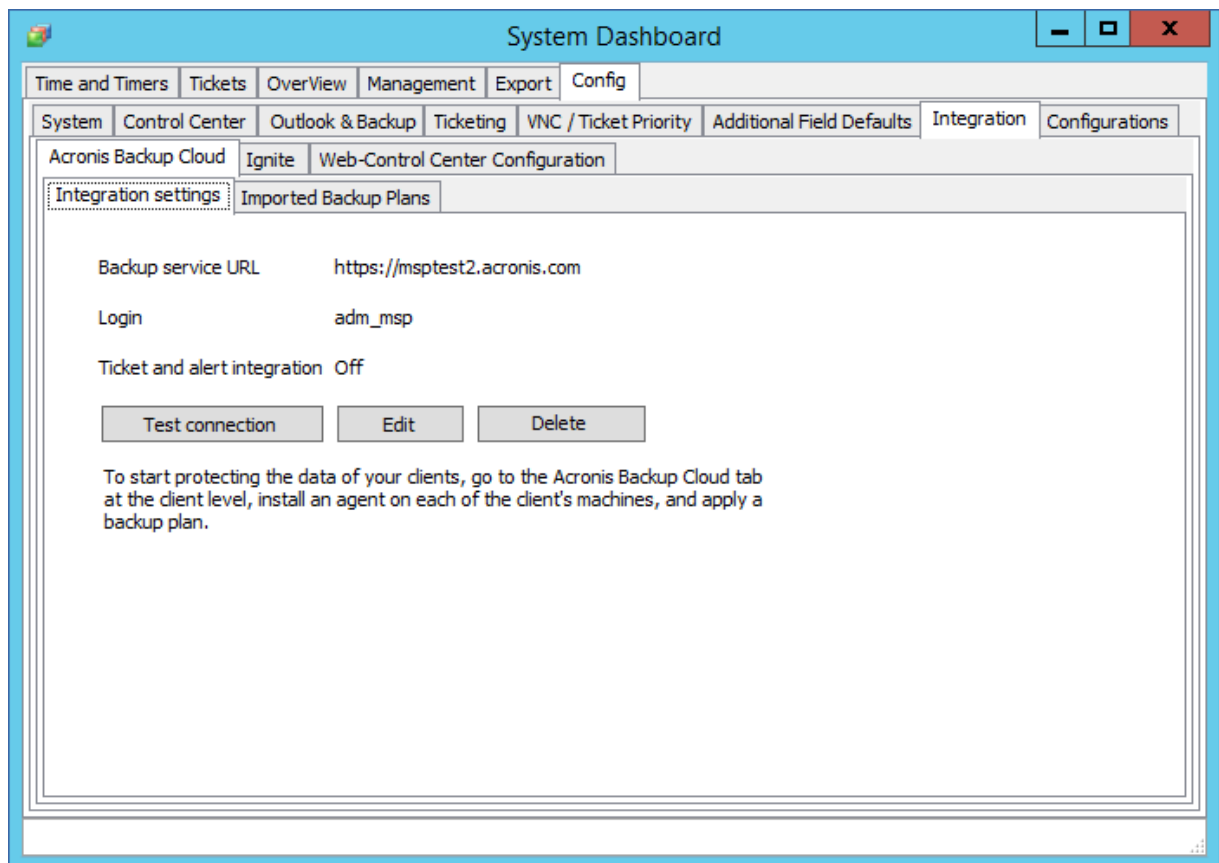 System Dashboard
Time and Timers Tickets OverView Management Export Config
System Control Center Outlook & Backup Ticketing VNC / Ticket Priority Additional Field Defaults Integration Configurations
Acronis Backup Cloud Ignite Web-Control Center Configuration
Integration settings Imported Backup Plans
Backup service URL https://msptest2.acronis.com
Login adm_msp
Ticket and alert integration Off
Test connection Edit Delete
To start protecting the data of your clients, go to the Acronis Backup Cloud tab
at the client level, install an agent on each of the client's machines, and apply a
backup plan.